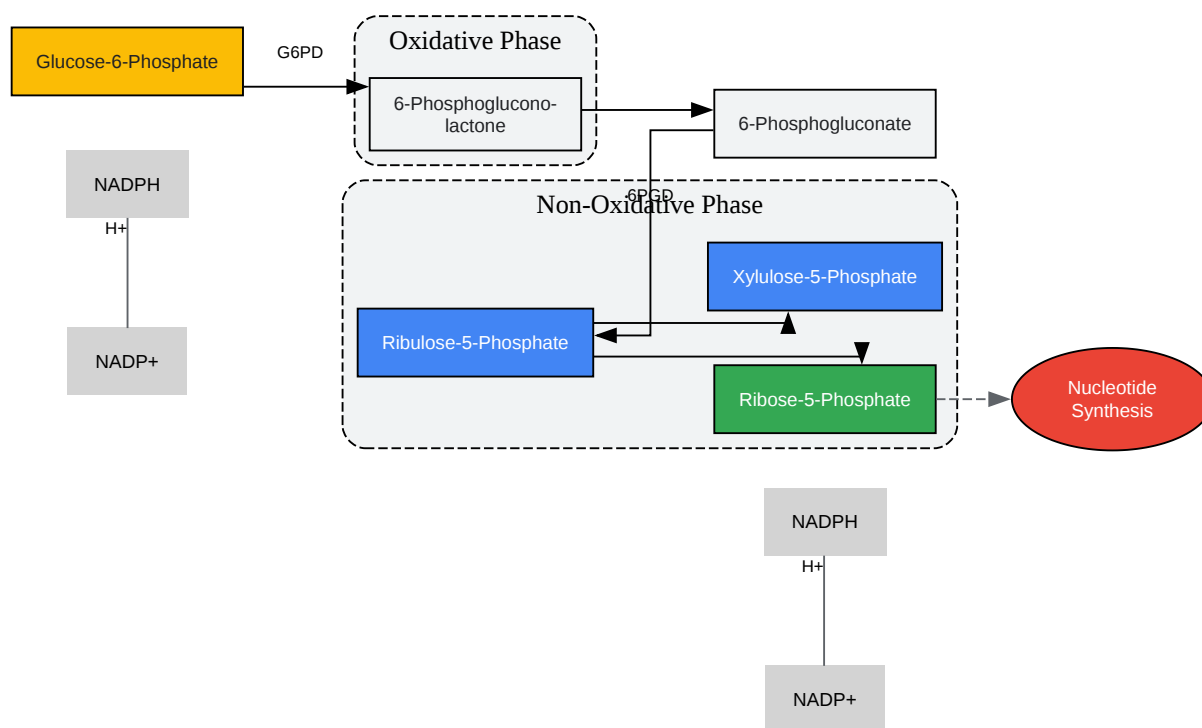 Oxidative Phase
Glucose-6-Phosphate
G6PD
6-Phosphoglucono-
lactone
6-Phosphogluconate
NADPH
H+
NADP+
6PGD
Non-Oxidative Phase
Xylulose-5-Phosphate
Ribulose-5-Phosphate
Ribose-5-Phosphate
Nucleotide
Synthesis
NADPH
H+
NADP+